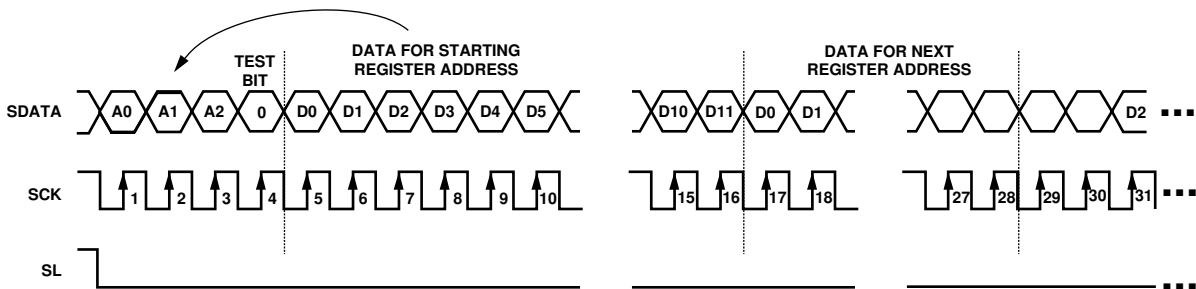 DATA FOR STARTING
REGISTER ADDRESS
TEST
BIT
DATA FOR NEXT
REGISTER ADDRESS
SDATA A0 A1 A2 0 D0 D1 D2 D3 D4 D5 D10 D11 D0 D1 D2 ...
SCK 1 2 3 4 5 6 7 8 9 10 15 16 17 18 27 28 29 30 31 ...
SL ...